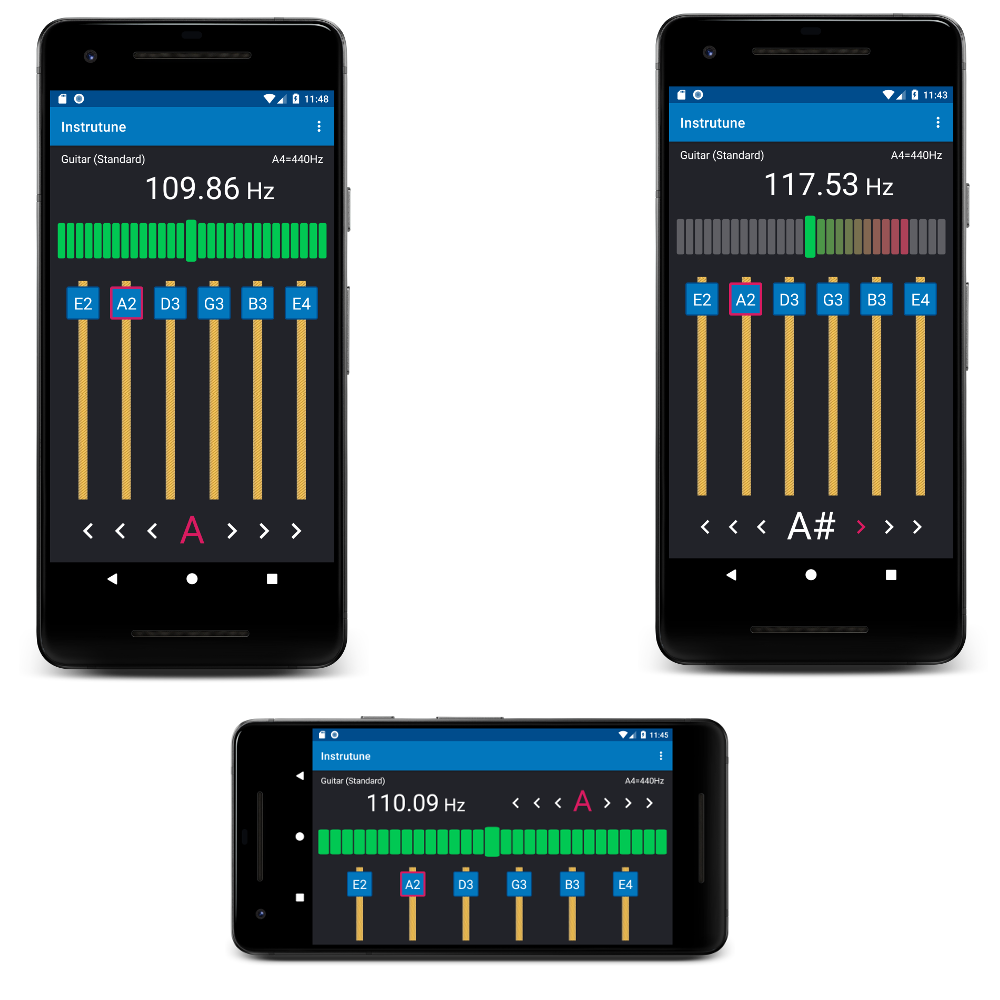 11:48
Instrutune
Guitar (Standard) A4=440Hz
109.86 Hz
E2 A2 D3 G3 B3 E4
A
11:43
Instrutune
Guitar (Standard) A4=440Hz
117.53 Hz
E2 A2 D3 G3 B3 E4
A#
11:45
Instrutune
Guitar (Standard) A4=440Hz
110.09 Hz A
E2 A2 D3 G3 B3 E4